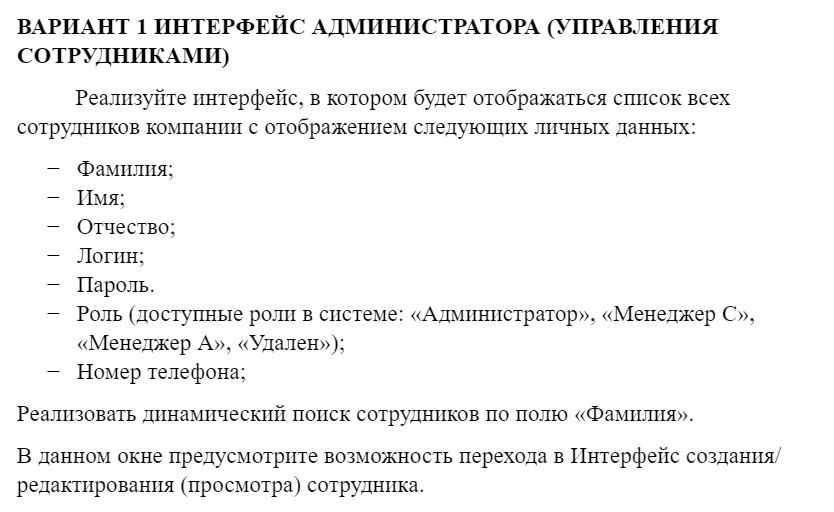 ВАРИАНТ 1 ИНТЕРФЕЙС АДМИНИСТРАТОРА (УПРАВЛЕНИЯ
СОТРУДНИКАМИ)
Реализуйте интерфейс, в котором будет отображаться список всех
сотрудников компании с отображением следующих личных данных:
− Фамилия;
− Имя;
− Отчество;
− Логин;
− Пароль.
− Роль (доступные роли в системе: «Администратор», «Менеджер С»,
«Менеджер А», «Удален»);
− Номер телефона;
Реализовать динамический поиск сотрудников по полю «Фамилия».
В данном окне предусмотрите возможность перехода в Интерфейс создания/
редактирования (просмотра) сотрудника.